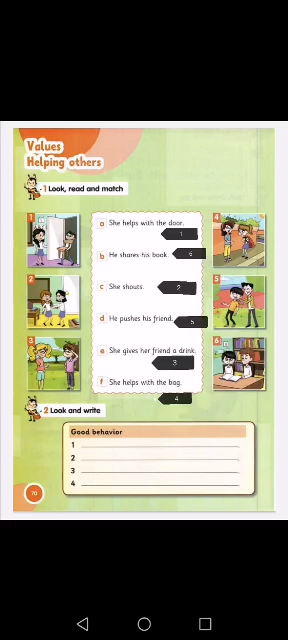 Values
Helping others
1 Look, read and match
1
4
a She helps with the door.
1
b He shares his book.
6
2
5
c She shouts.
2
d He pushes his friend.
5
3
6
e She gives her friend a drink.
3
f She helps with the bag.
4
2 Look and write
Good behavior
1
2
3
4
70